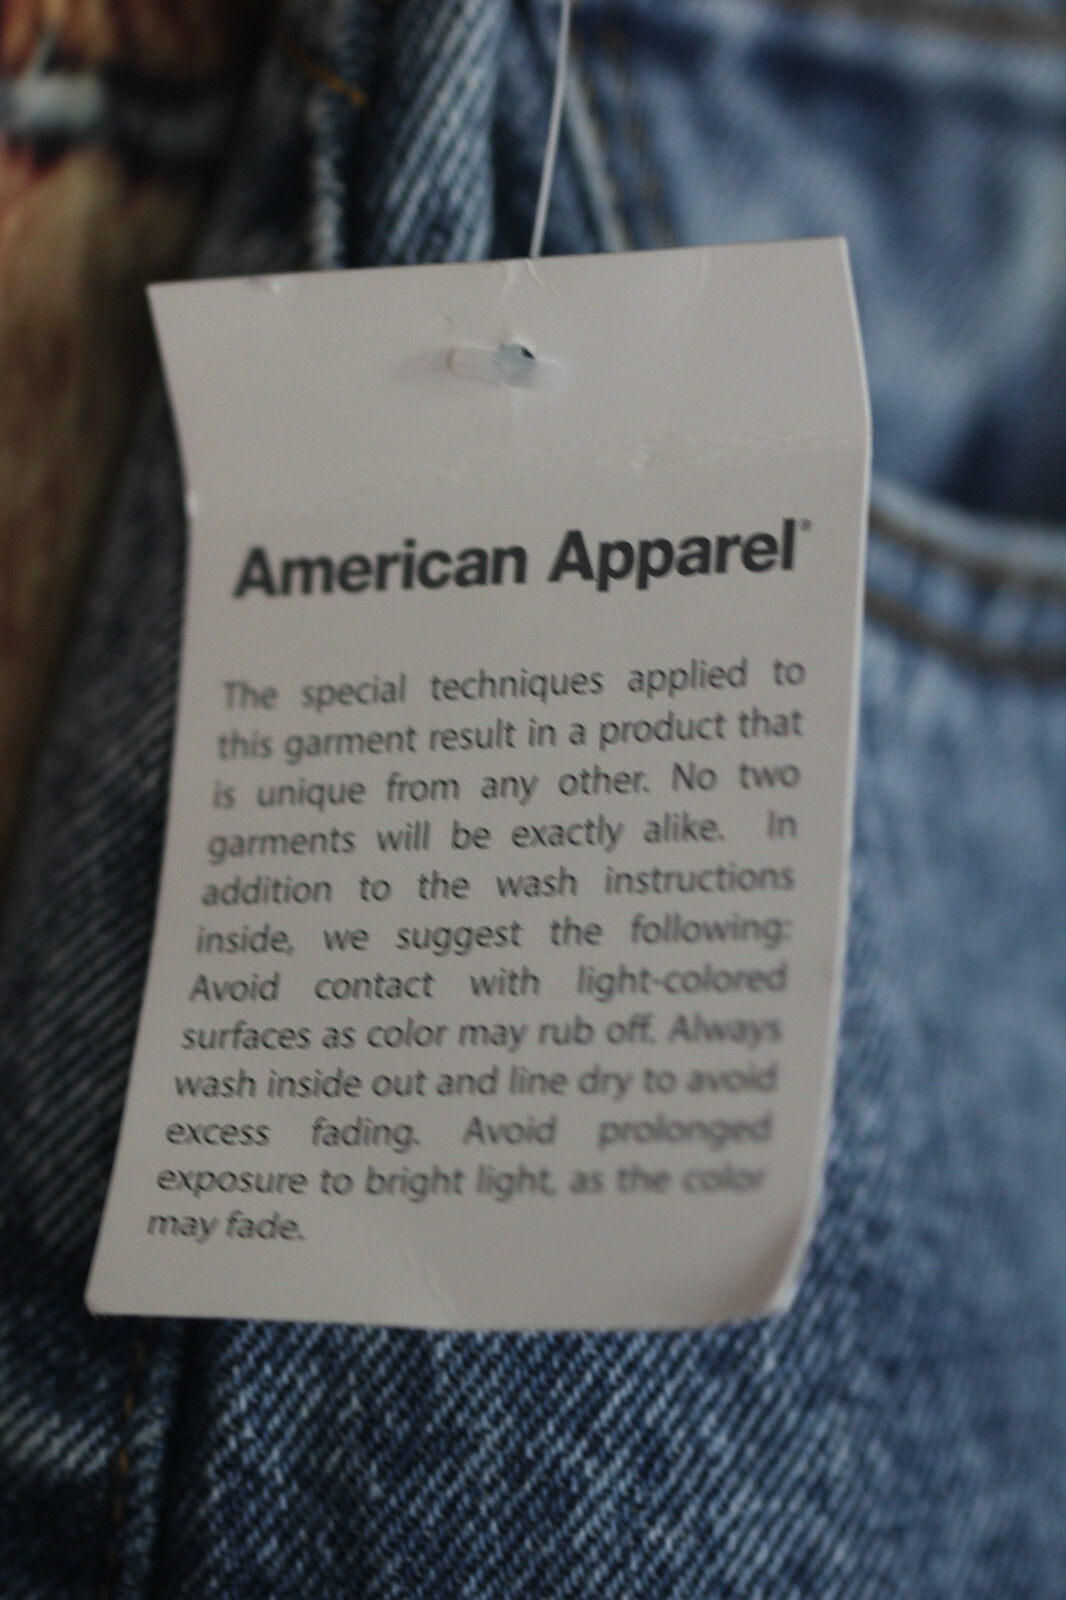 American Apparel®
The special techniques applied to
this garment result in a product that
is unique from any other. No two
garments will be exactly alike. In
addition to the wash instructions
inside, we suggest the following:
Avoid contact with light-colored
surfaces as color may rub off. Always
wash inside out and line dry to avoid
excess fading. Avoid prolonged
exposure to bright light, as the color
may fade.